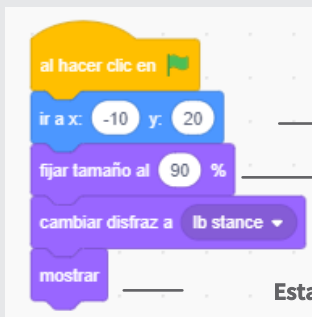 al hacer clic en
ir a x: -10 y: 20
fijar tamaño al 90 %
cambiar disfraz a lb stance
mostrar
Esta